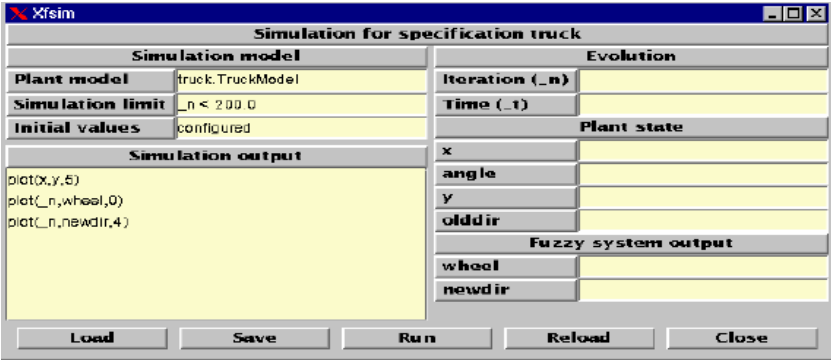 Xfsim
Simulation for specification truck
Simulation model
Plant model truck.TruckModel
Simulation limit _n < 200.0
Initial values configured
Simulation output
plot(x,y,5)
plot(_n,wheel,0)
plot(_n,newdir,4)
Evolution
Iteration (_n)
Time (_t)
Plant state
x
angle
y
olddir
Fuzzy system output
wheel
newdir
Load Save Run Reload Close